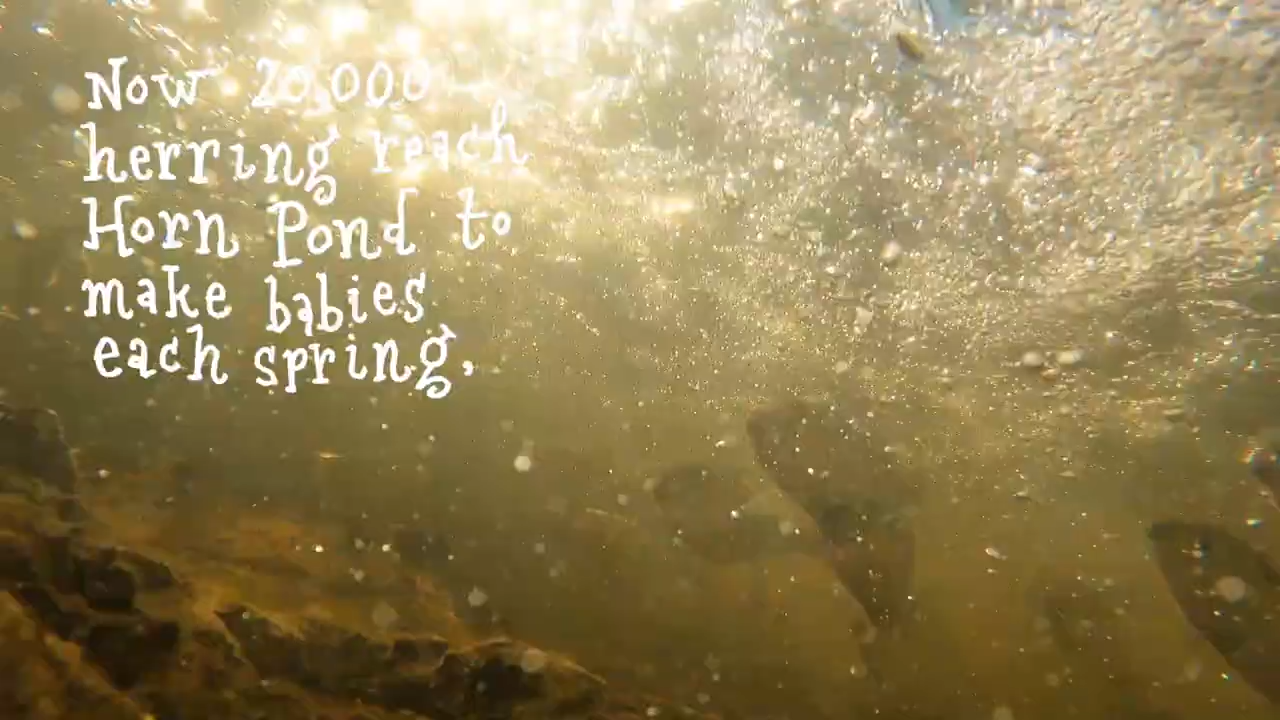 Now 20,000
herring reach
Horn Pond to
make babies
each spring.